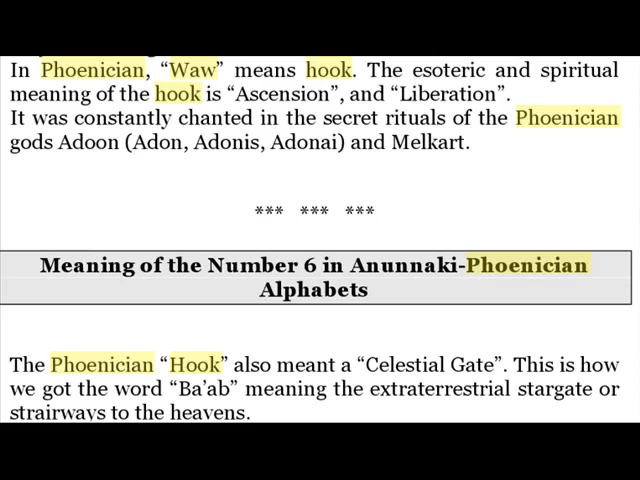 In Phoenician, “Waw” means hook. The esoteric and spiritual
meaning of the hook is “Ascension”, and “Liberation”.
It was constantly chanted in the secret rituals of the Phoenician
gods Adoon (Adon, Adonis, Adonai) and Melkart.
*** *** ***
Meaning of the Number 6 in Anunnaki-Phoenician
Alphabets
The Phoenician “Hook” also meant a “Celestial Gate”. This is how
we got the word “Ba’ab” meaning the extraterrestrial stargate or
strairways to the heavens.